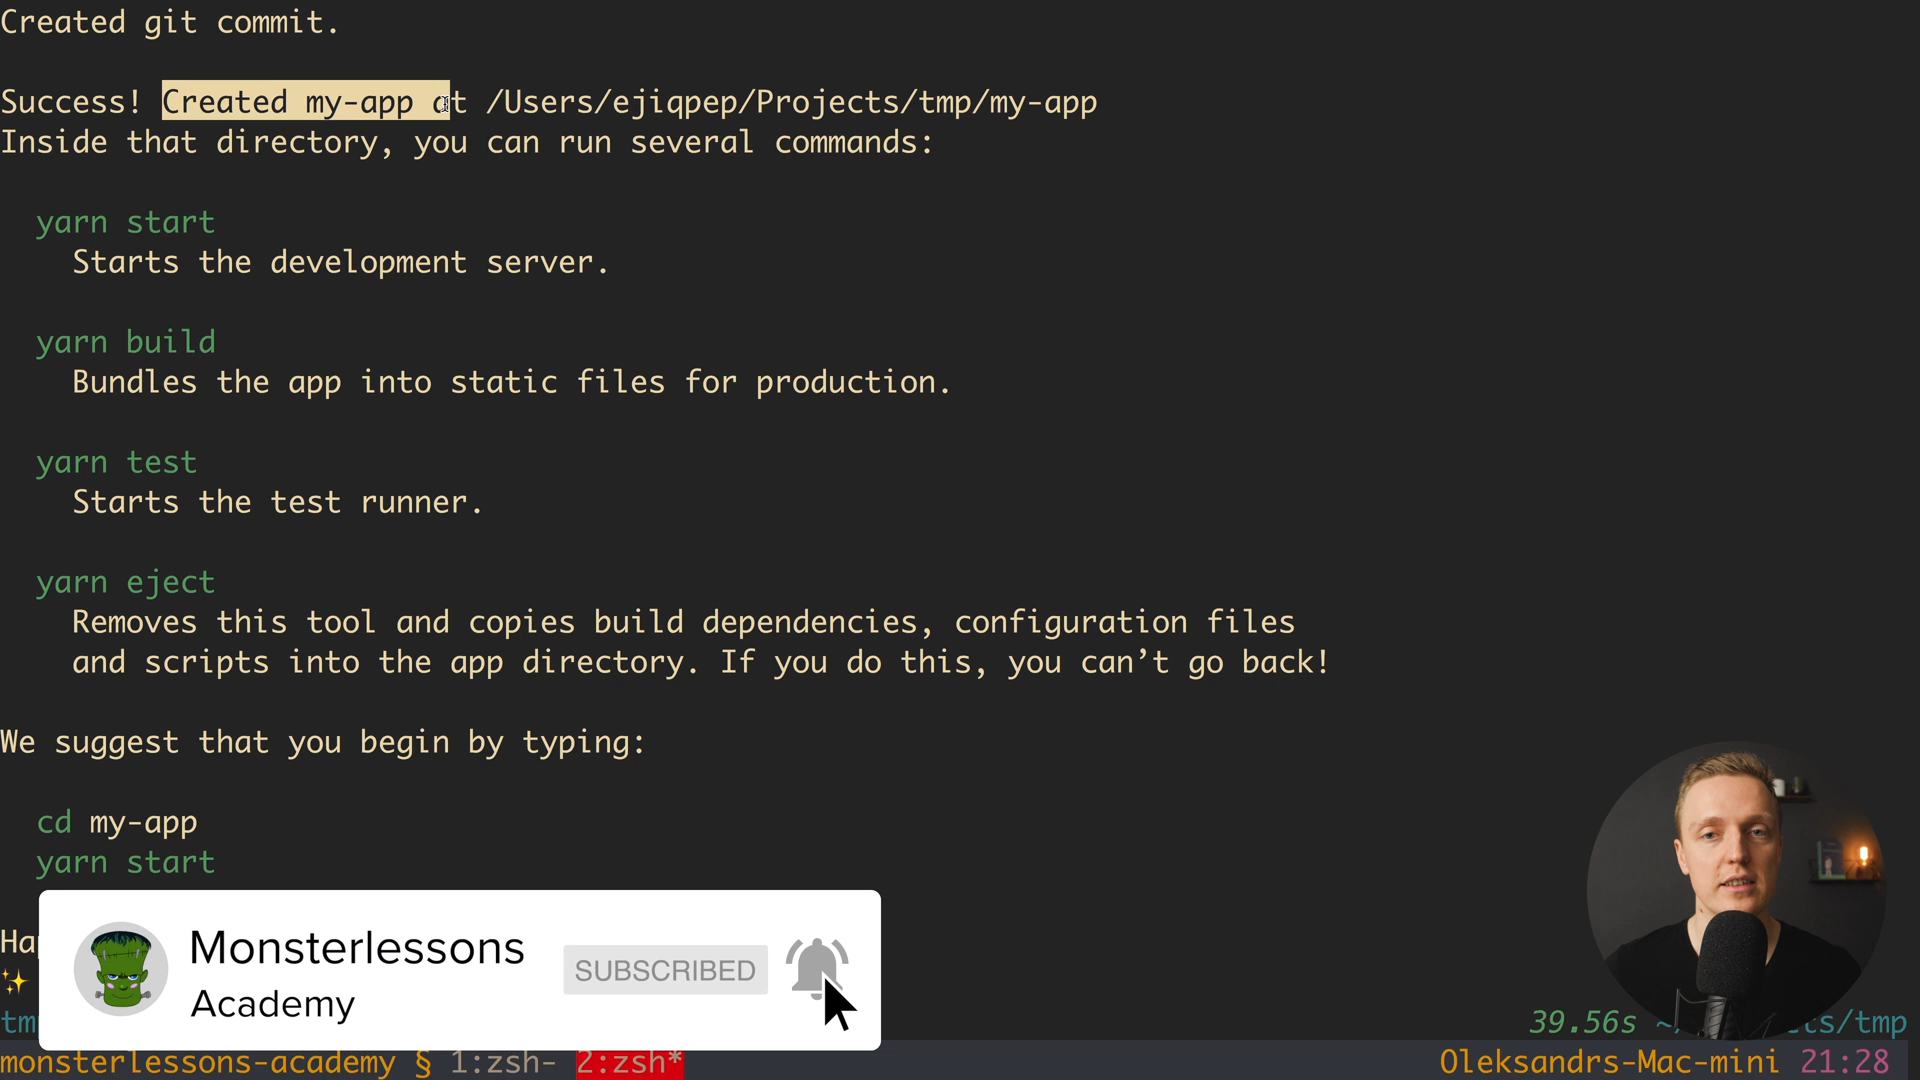 Created git commit.
Success! Created my-app at /Users/ejiqpep/Projects/tmp/my-app
Inside that directory, you can run several commands:
yarn start
Starts the development server.
yarn build
Bundles the app into static files for production.
yarn test
Starts the test runner.
yarn eject
Removes this tool and copies build dependencies, configuration files
and scripts into the app directory. If you do this, you can’t go back!
We suggest that you begin by typing:
cd my-app
yarn start
Monsterlessons
Academy
SUBSCRIBED
39.56s
monsterlessons-academy § 1:zsh- 2:zsh* Oleksandrs-Mac-mini 21:28